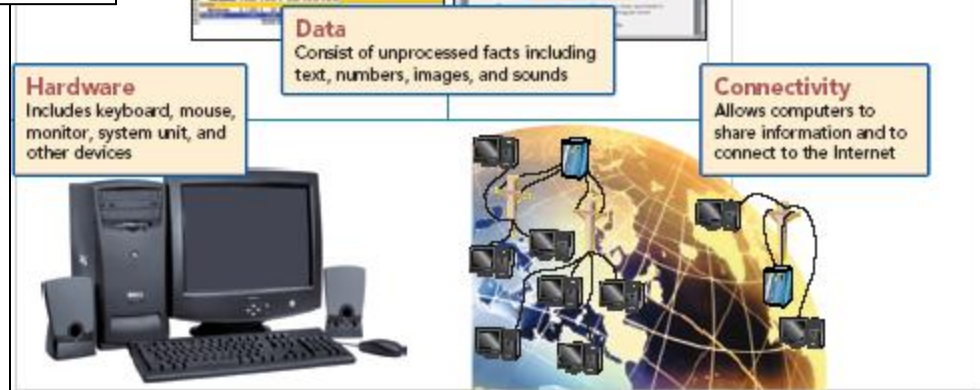 Data
Consist of unprocessed facts including
text, numbers, images, and sounds
Hardware
Includes keyboard, mouse,
monitor, system unit, and
other devices
Connectivity
Allows computers to
share information and to
connect to the Internet
DELL